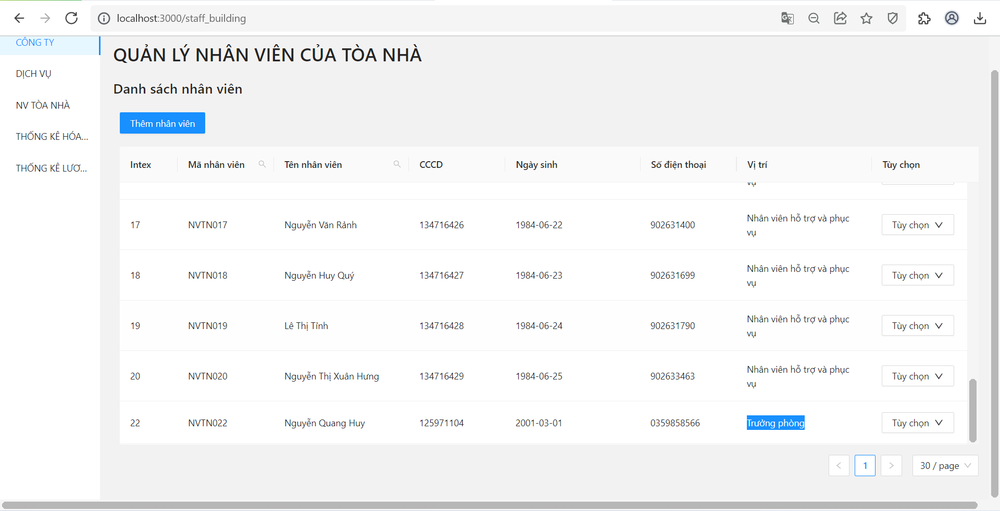 localhost:3000/staff_building
CÔNG TY
DỊCH VỤ
NV TÒA NHÀ
THỐNG KÊ HÓA...
THỐNG KÊ LƯƠ...
QUẢN LÝ NHÂN VIÊN CỦA TÒA NHÀ
Danh sách nhân viên
Thêm nhân viên
Intex Mã nhân viên Tên nhân viên CCCD Ngày sinh Số điện thoại Vị trí Tùy chọn
vụ
17 NVTN017 Nguyễn Văn Rảnh 134716426 1984-06-22 902631400 Nhân viên hỗ trợ và phục Tùy chọn
vụ
18 NVTN018 Nguyễn Huy Quý 134716427 1984-06-23 902631699 Nhân viên hỗ trợ và phục Tùy chọn
vụ
19 NVTN019 Lê Thị Tỉnh 134716428 1984-06-24 902631790 Nhân viên hỗ trợ và phục Tùy chọn
vụ
20 NVTN020 Nguyễn Thị Xuân Hưng 134716429 1984-06-25 902633463 Nhân viên hỗ trợ và phục Tùy chọn
vụ
22 NVTN022 Nguyễn Quang Huy 125971104 2001-03-01 0359858566 Trưởng phòng Tùy chọn
< 1 > 30 / page